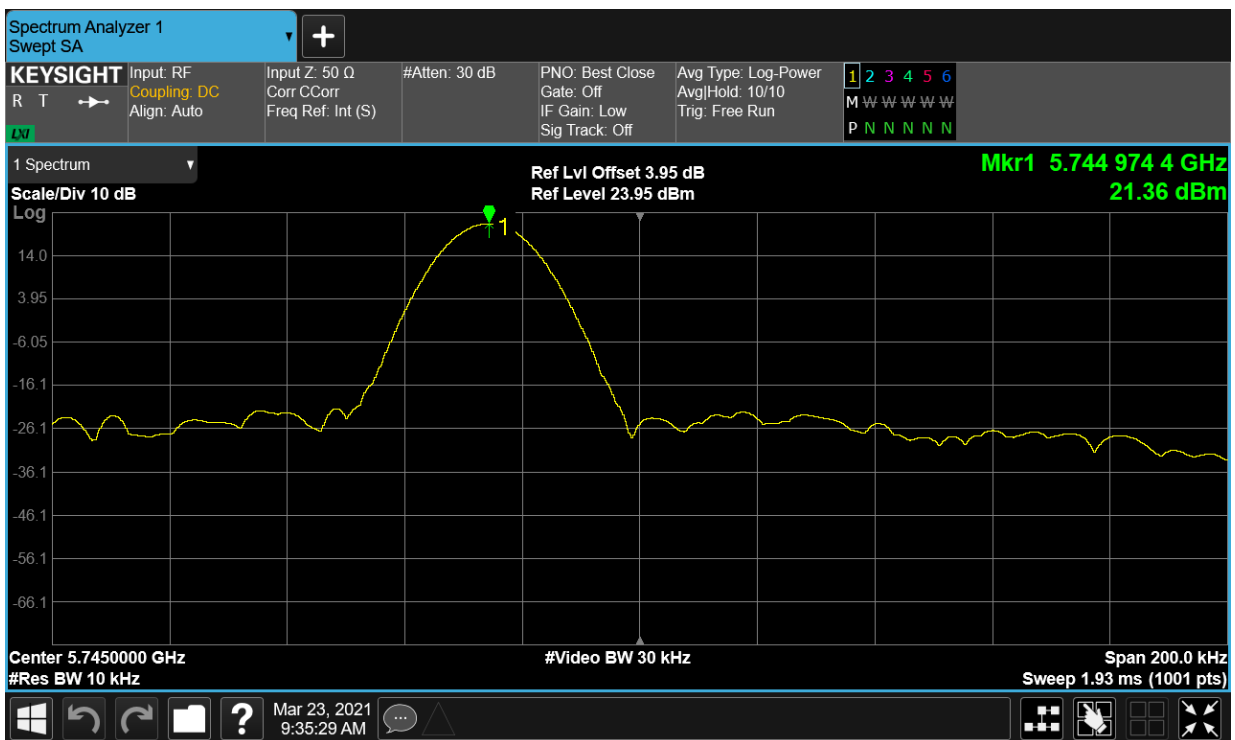 Spectrum Analyzer 1
Swept SA
+
KEYSIGHT
R T
LXI
Input: RF
Coupling: DC
Align: Auto
Input Z: 50 Ω
Corr CCorr
Freq Ref: Int (S)
#Atten: 30 dB
PNO: Best Close
Gate: Off
IF Gain: Low
Sig Track: Off
Avg Type: Log-Power
Avg|Hold: 10/10
Trig: Free Run
1 2 3 4 5 6
M W W W W W
P N N N N N
1 Spectrum
Scale/Div 10 dB
Log
Ref Lvl Offset 3.95 dB
Ref Level 23.95 dBm
Mkr1 5.744 974 4 GHz
21.36 dBm
1
14.0
3.95
-6.05
-16.1
-26.1
-36.1
-46.1
-56.1
-66.1
Center 5.7450000 GHz
#Res BW 10 kHz
#Video BW 30 kHz
Span 200.0 kHz
Sweep 1.93 ms (1001 pts)
?
Mar 23, 2021
9:35:29 AM